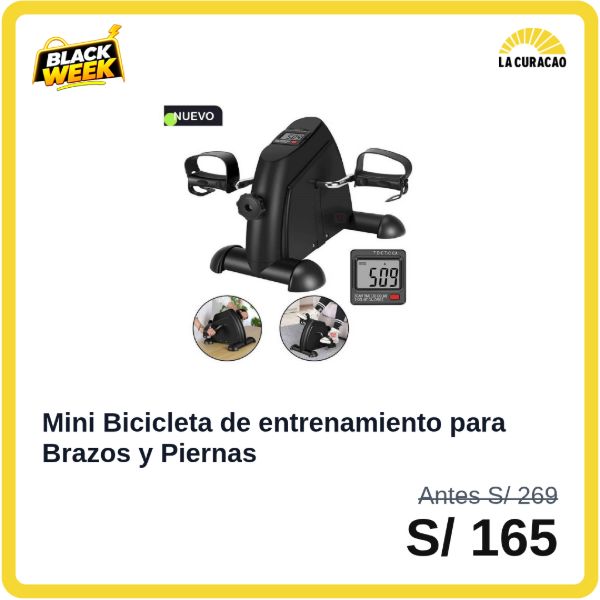 BLACK
WEEK
LA CURACAO
NUEVO
509
Mini Bicicleta de entrenamiento para
Brazos y Piernas
Antes S/ 269
S/ 165